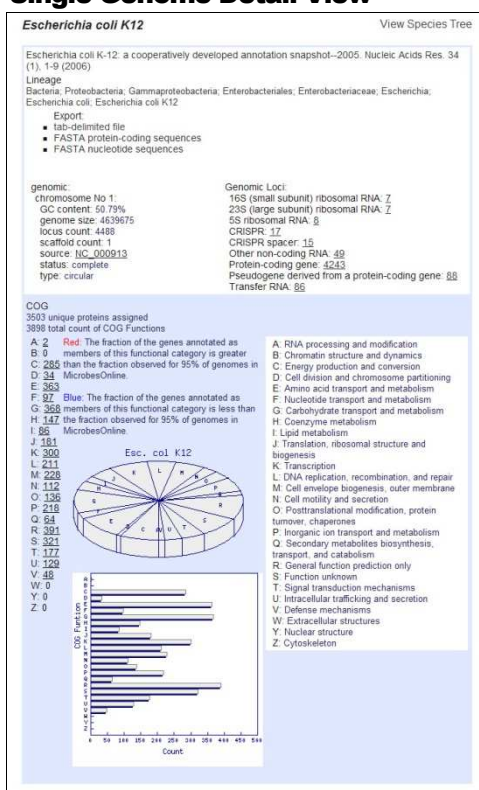 Single Genome Detail View
Escherichia coli K12
View Species Tree
Escherichia coli K-12: a cooperatively developed annotation snapshot--2005. Nucleic Acids Res. 34
(1), 1-9 (2006)
Lineage
Bacteria; Proteobacteria; Gammaproteobacteria; Enterobacteriales; Enterobacteriaceae; Escherichia;
Escherichia coli; Escherichia coli K12
Export:
tab-delimited file
FASTA protein-coding sequences
FASTA nucleotide sequences
genomic:
chromosome No 1:
GC content: 50.79%
genome size: 4639675
locus count: 4488
scaffold count: 1
source: NC_000913
status: complete
type: circular
Genomic Loci:
16S (small subunit) ribosomal RNA: 7
23S (large subunit) ribosomal RNA: 7
5S ribosomal RNA: 8
CRISPR: 17
CRISPR spacer: 15
Other non-coding RNA: 49
Protein-coding gene: 4243
Pseudogene derived from a protein-coding gene: 88
Transfer RNA: 86
COG
3503 unique proteins assigned
3898 total count of COG Functions
A: 2
B: 0
C: 285
D: 34
E: 363
F: 97
G: 368
H: 147
I: 86
J: 181
K: 300
L: 211
M: 228
N: 112
O: 136
P: 218
Q: 64
R: 391
S: 321
T: 177
U: 129
V: 48
W: 0
Y: 0
Z: 0
Red: The fraction of the genes annotated as
members of this functional category is greater
than the fraction observed for 95% of genomes in
MicrobesOnline.
Blue: The fraction of the genes annotated as
members of this functional category is less than
the fraction observed for 95% of genomes in
MicrobesOnline.
Esc. col K12
COG Funtion
0 50 100 150 200 250 300 350 400 450 500
Count
A: RNA processing and modification
B: Chromatin structure and dynamics
C: Energy production and conversion
D: Cell division and chromosome partitioning
E: Amino acid transport and metabolism
F: Nucleotide transport and metabolism
G: Carbohydrate transport and metabolism
H: Coenzyme metabolism
I: Lipid metabolism
J: Translation, ribosomal structure and
biogenesis
K: Transcription
L: DNA replication, recombination, and repair
M: Cell envelope biogenesis, outer membrane
N: Cell motility and secretion
O: Posttranslational modification, protein
turnover, chaperones
P: Inorganic ion transport and metabolism
Q: Secondary metabolites biosynthesis,
transport, and catabolism
R: General function prediction only
S: Function unknown
T: Signal transduction mechanisms
U: Intracellular trafficking and secretion
V: Defense mechanisms
W: Extracellular structures
Y: Nuclear structure
Z: Cytoskeleton